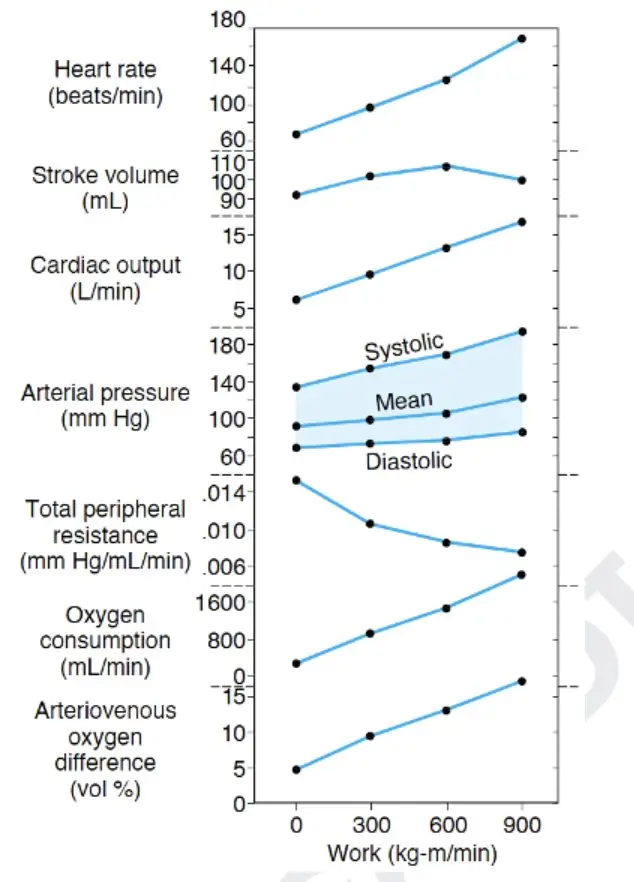 Heart rate
(beats/min)
180
140
100
60
Stroke volume
(mL)
110
100
90
Cardiac output
(L/min)
15
10
5
Arterial pressure
(mm Hg)
180
140
100
60
Systolic
Mean
Diastolic
Total peripheral
resistance
(mm Hg/mL/min)
.014
.010
.006
Oxygen
consumption
(mL/min)
1600
800
0
Arteriovenous
oxygen
difference
(vol %)
15
10
5
0
0 300 600 900
Work (kg-m/min)